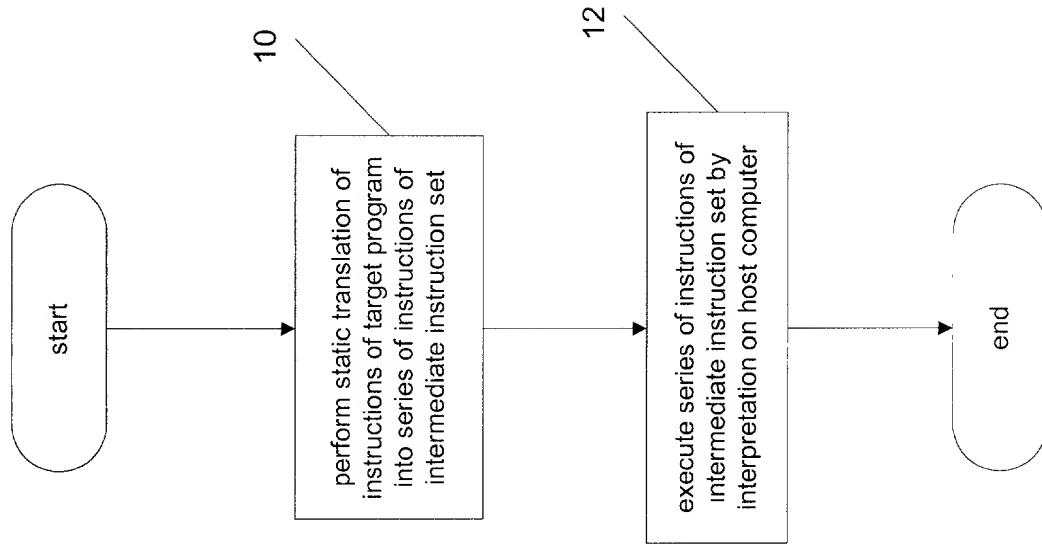 start
perform static translation of
instructions of target program
into series of instructions of
intermediate instruction set
10
execute series of instructions of
intermediate instruction set by
interpretation on host computer
12
end